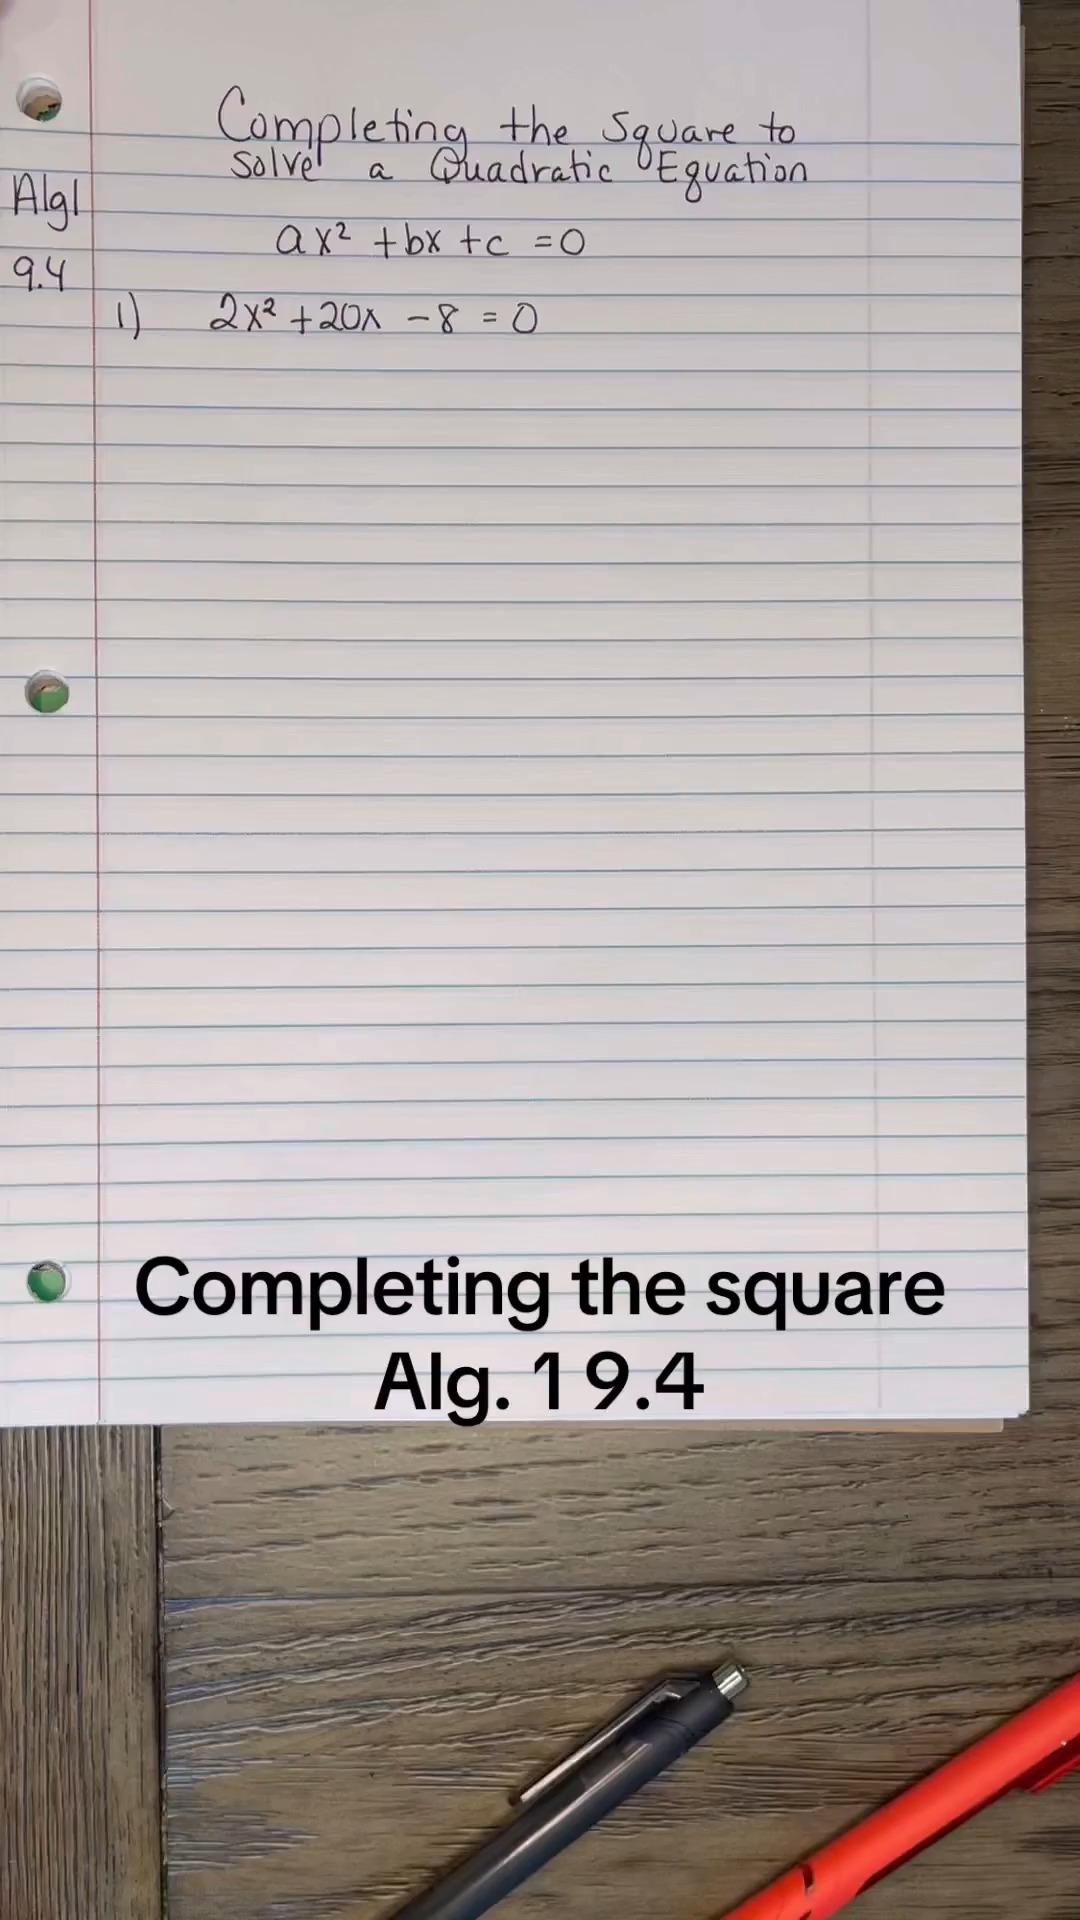 Completing the Square to
solve a Quadratic Equation
Alg1
ax² + bx + c = 0
9.4
1) 2x² + 20x - 8 = 0
Completing the square
Alg. 1 9.4